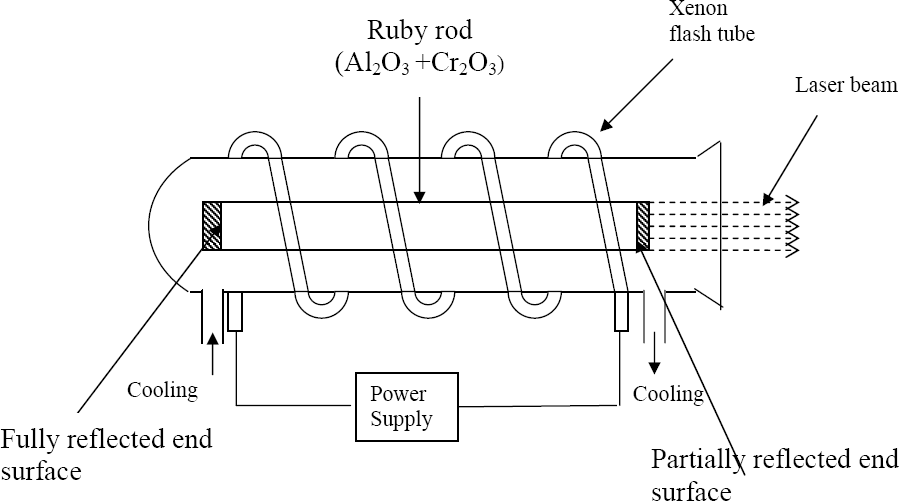 Xenon
flash tube
Ruby rod
(Al₂O₃ +Cr₂O₃)
Laser beam
Cooling
Power
Supply
Cooling
Fully reflected end
surface
Partially reflected end
surface